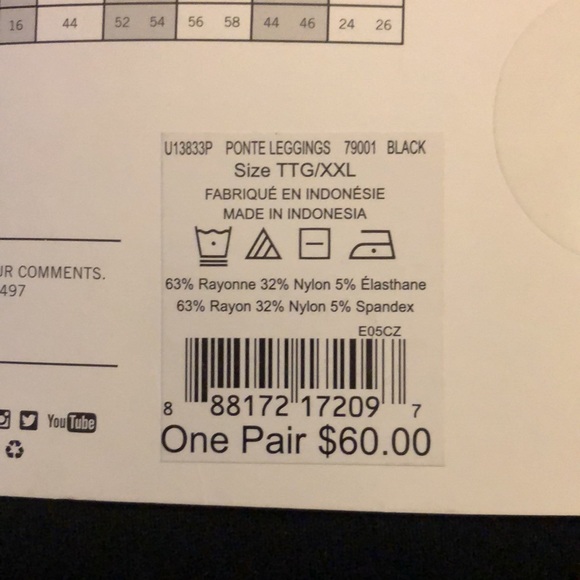 16 44 52 54 56 58 44 46 24 26
U13833P PONTE LEGGINGS 79001 BLACK
Size TTG/XXL
FABRIQUÉ EN INDONÉSIE
MADE IN INDONESIA
63% Rayonne 32% Nylon 5% Élasthane
63% Rayon 32% Nylon 5% Spandex
E05CZ
8 88172 17209 7
One Pair $60.00
UR COMMENTS.
497
YouTube